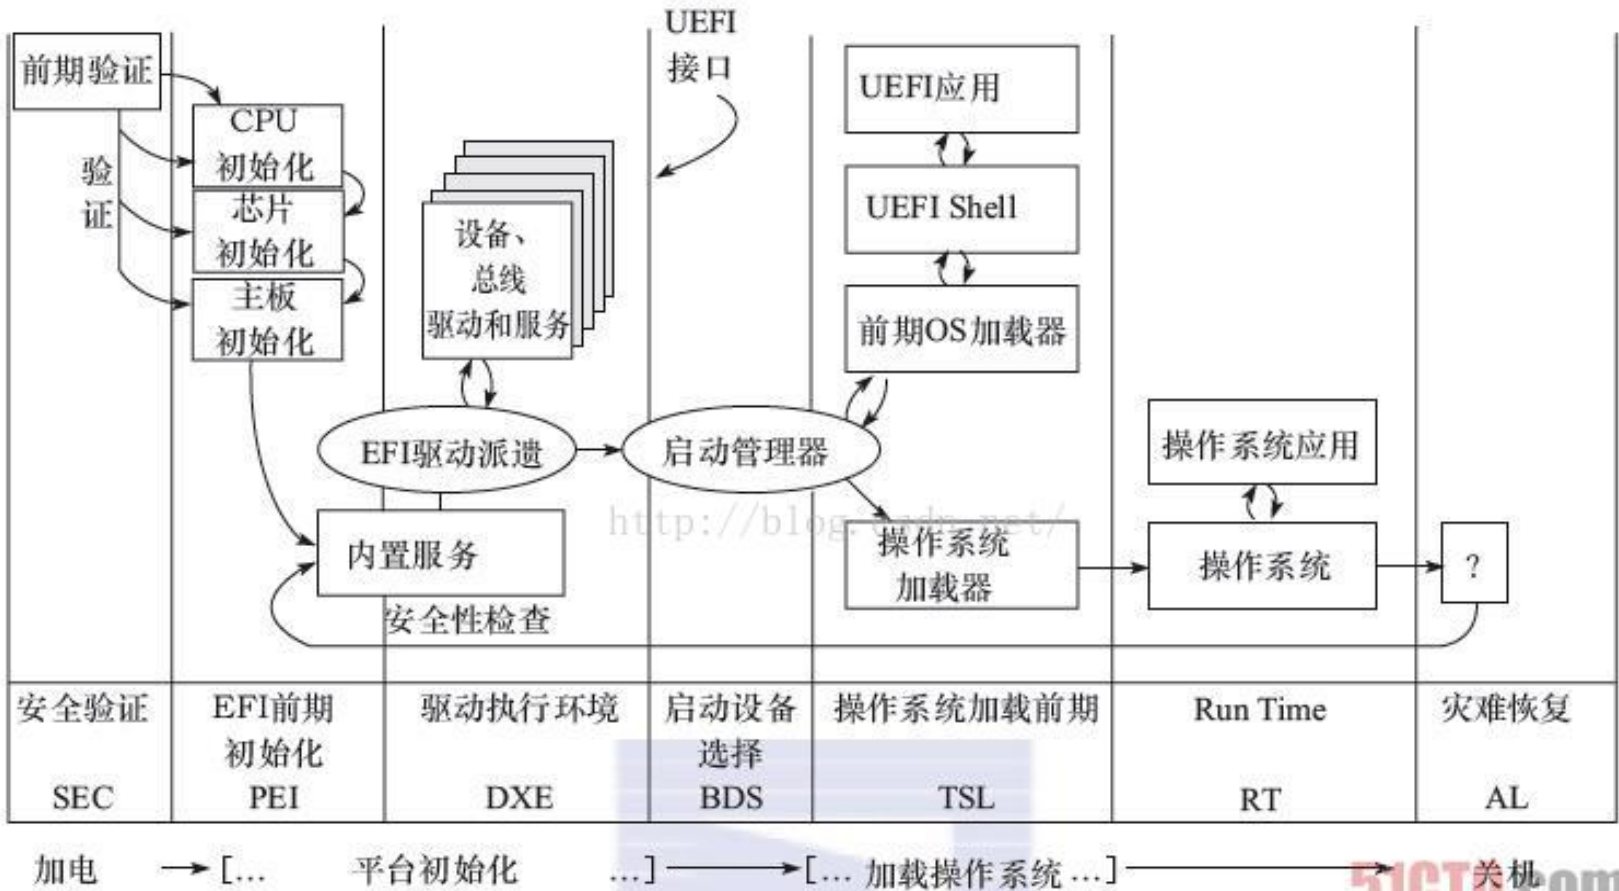 UEFI
接口
前期验证
验
证
CPU
初始化
芯片
初始化
主板
初始化
设备、
总线
驱动和服务
UEFI应用
UEFI Shell
前期OS加载器
EFI驱动派遣
启动管理器
操作系统应用
http://blog.csdn.net/
内置服务
操作系统
加载器
操作系统
?
安全性检查
安全验证
EFI前期
初始化
驱动执行环境
启动设备
选择
操作系统加载前期
Run Time
灾难恢复
SEC
PEI
DXE
BDS
TSL
RT
AL
加电
[... 平台初始化 ...]
[... 加载操作系统 ...]
关机